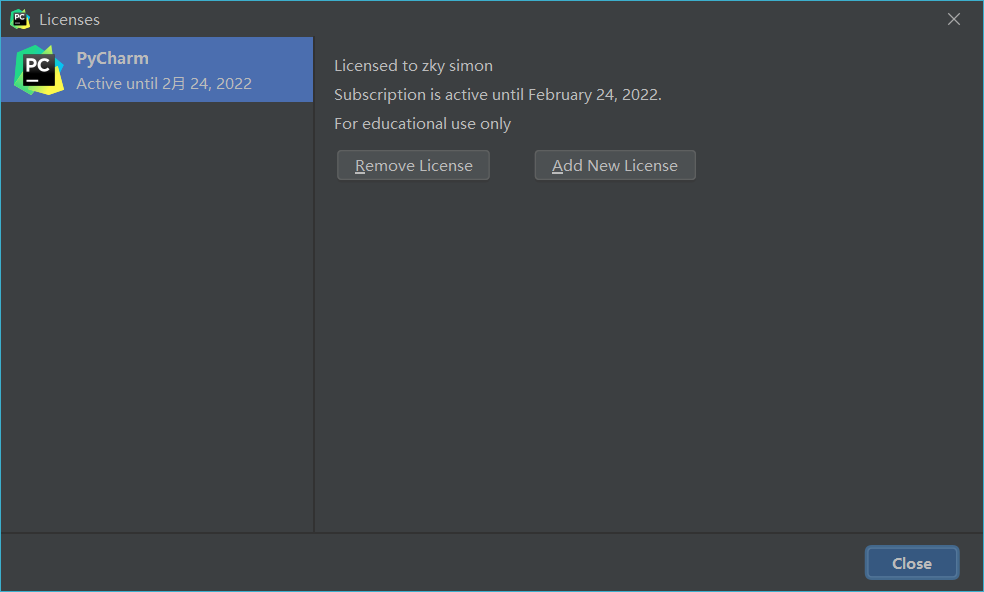 PC Licenses
PC
PyCharm
Active until 2月 24, 2022
Licensed to zky simon
Subscription is active until February 24, 2022.
For educational use only
Remove License
Add New License
Close